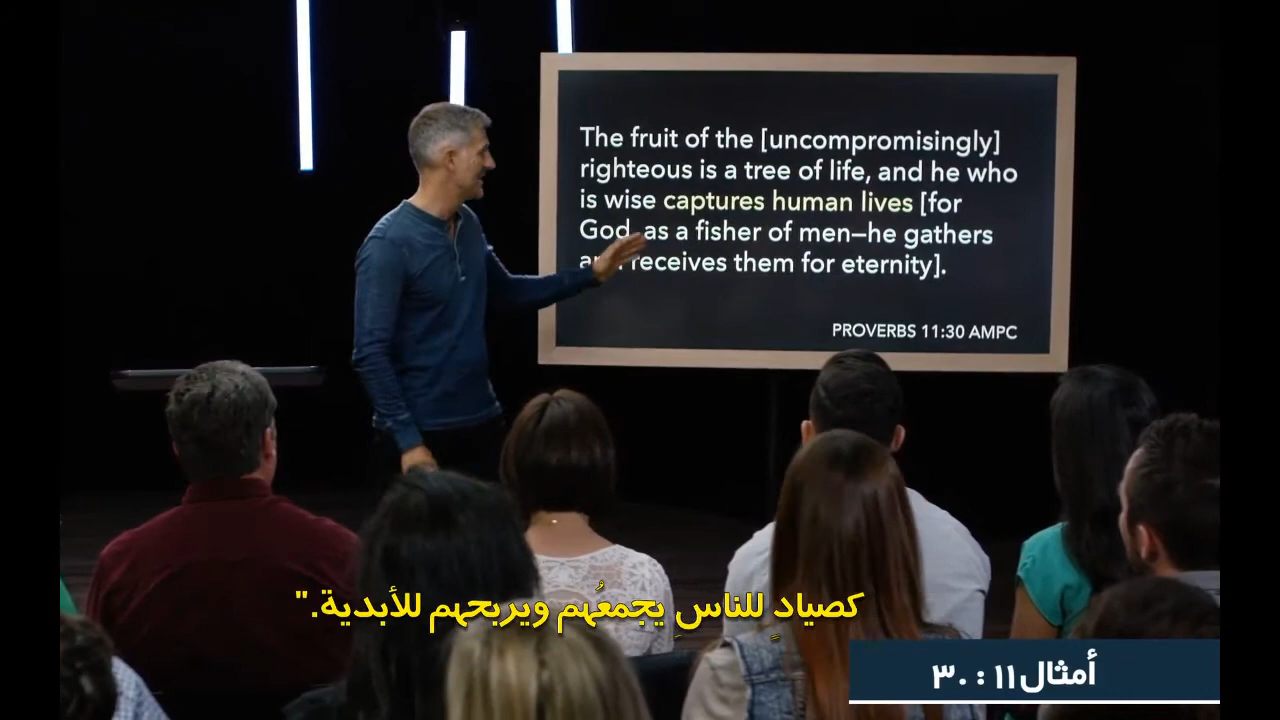 The fruit of the [uncompromisingly]
righteous is a tree of life, and he who
is wise captures human lives [for
God, as a fisher of men—he gathers
receives them for eternity].
PROVERBS 11:30 AMPC
كصيادٍ للناسِ يجمعُهم ويربحهم للأبدية."
أمثال ١١ : ٣٠